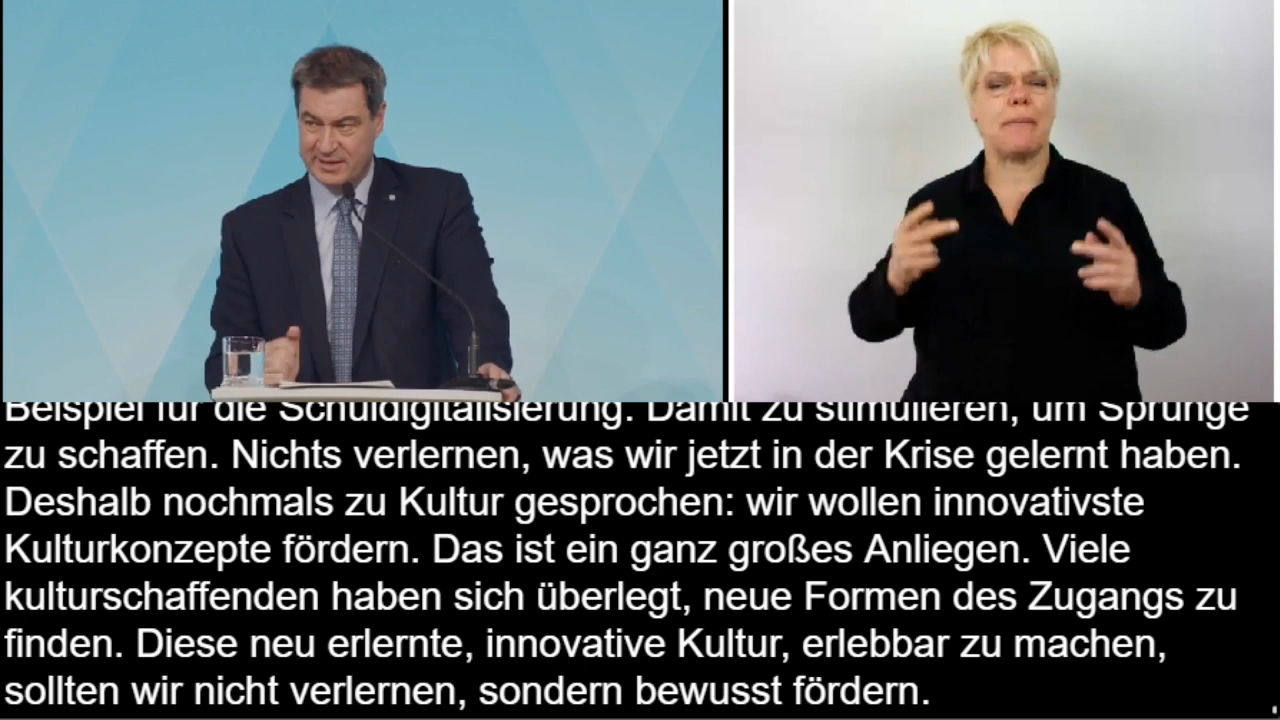 Beispiel für die Schuldigitalisierung. Damit zu stimulieren, um Sprünge
zu schaffen. Nichts verlernen, was wir jetzt in der Krise gelernt haben.
Deshalb nochmals zu Kultur gesprochen: wir wollen innovativste
Kulturkonzepte fördern. Das ist ein ganz großes Anliegen. Viele
kulturschaffenden haben sich überlegt, neue Formen des Zugangs zu
finden. Diese neu erlernte, innovative Kultur, erlebbar zu machen,
sollten wir nicht verlernen, sondern bewusst fördern.